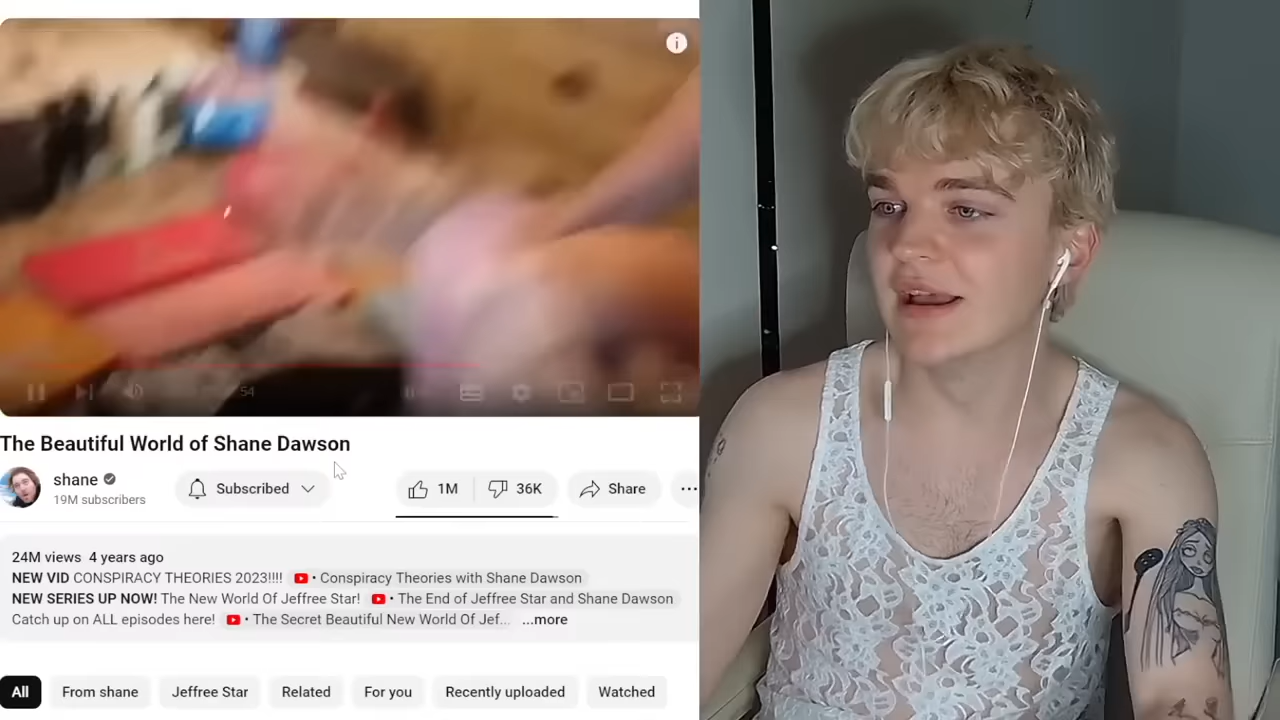 54
The Beautiful World of Shane Dawson
shane
19M subscribers
Subscribed
1M
36K
Share
24M views 4 years ago
NEW VID CONSPIRACY THEORIES 2023!!!! • Conspiracy Theories with Shane Dawson
NEW SERIES UP NOW! The New World Of Jeffree Star! • The End of Jeffree Star and Shane Dawson
Catch up on ALL episodes here! • The Secret Beautiful New World Of Jef... ...more
All
From shane
Jeffree Star
Related
For you
Recently uploaded
Watched